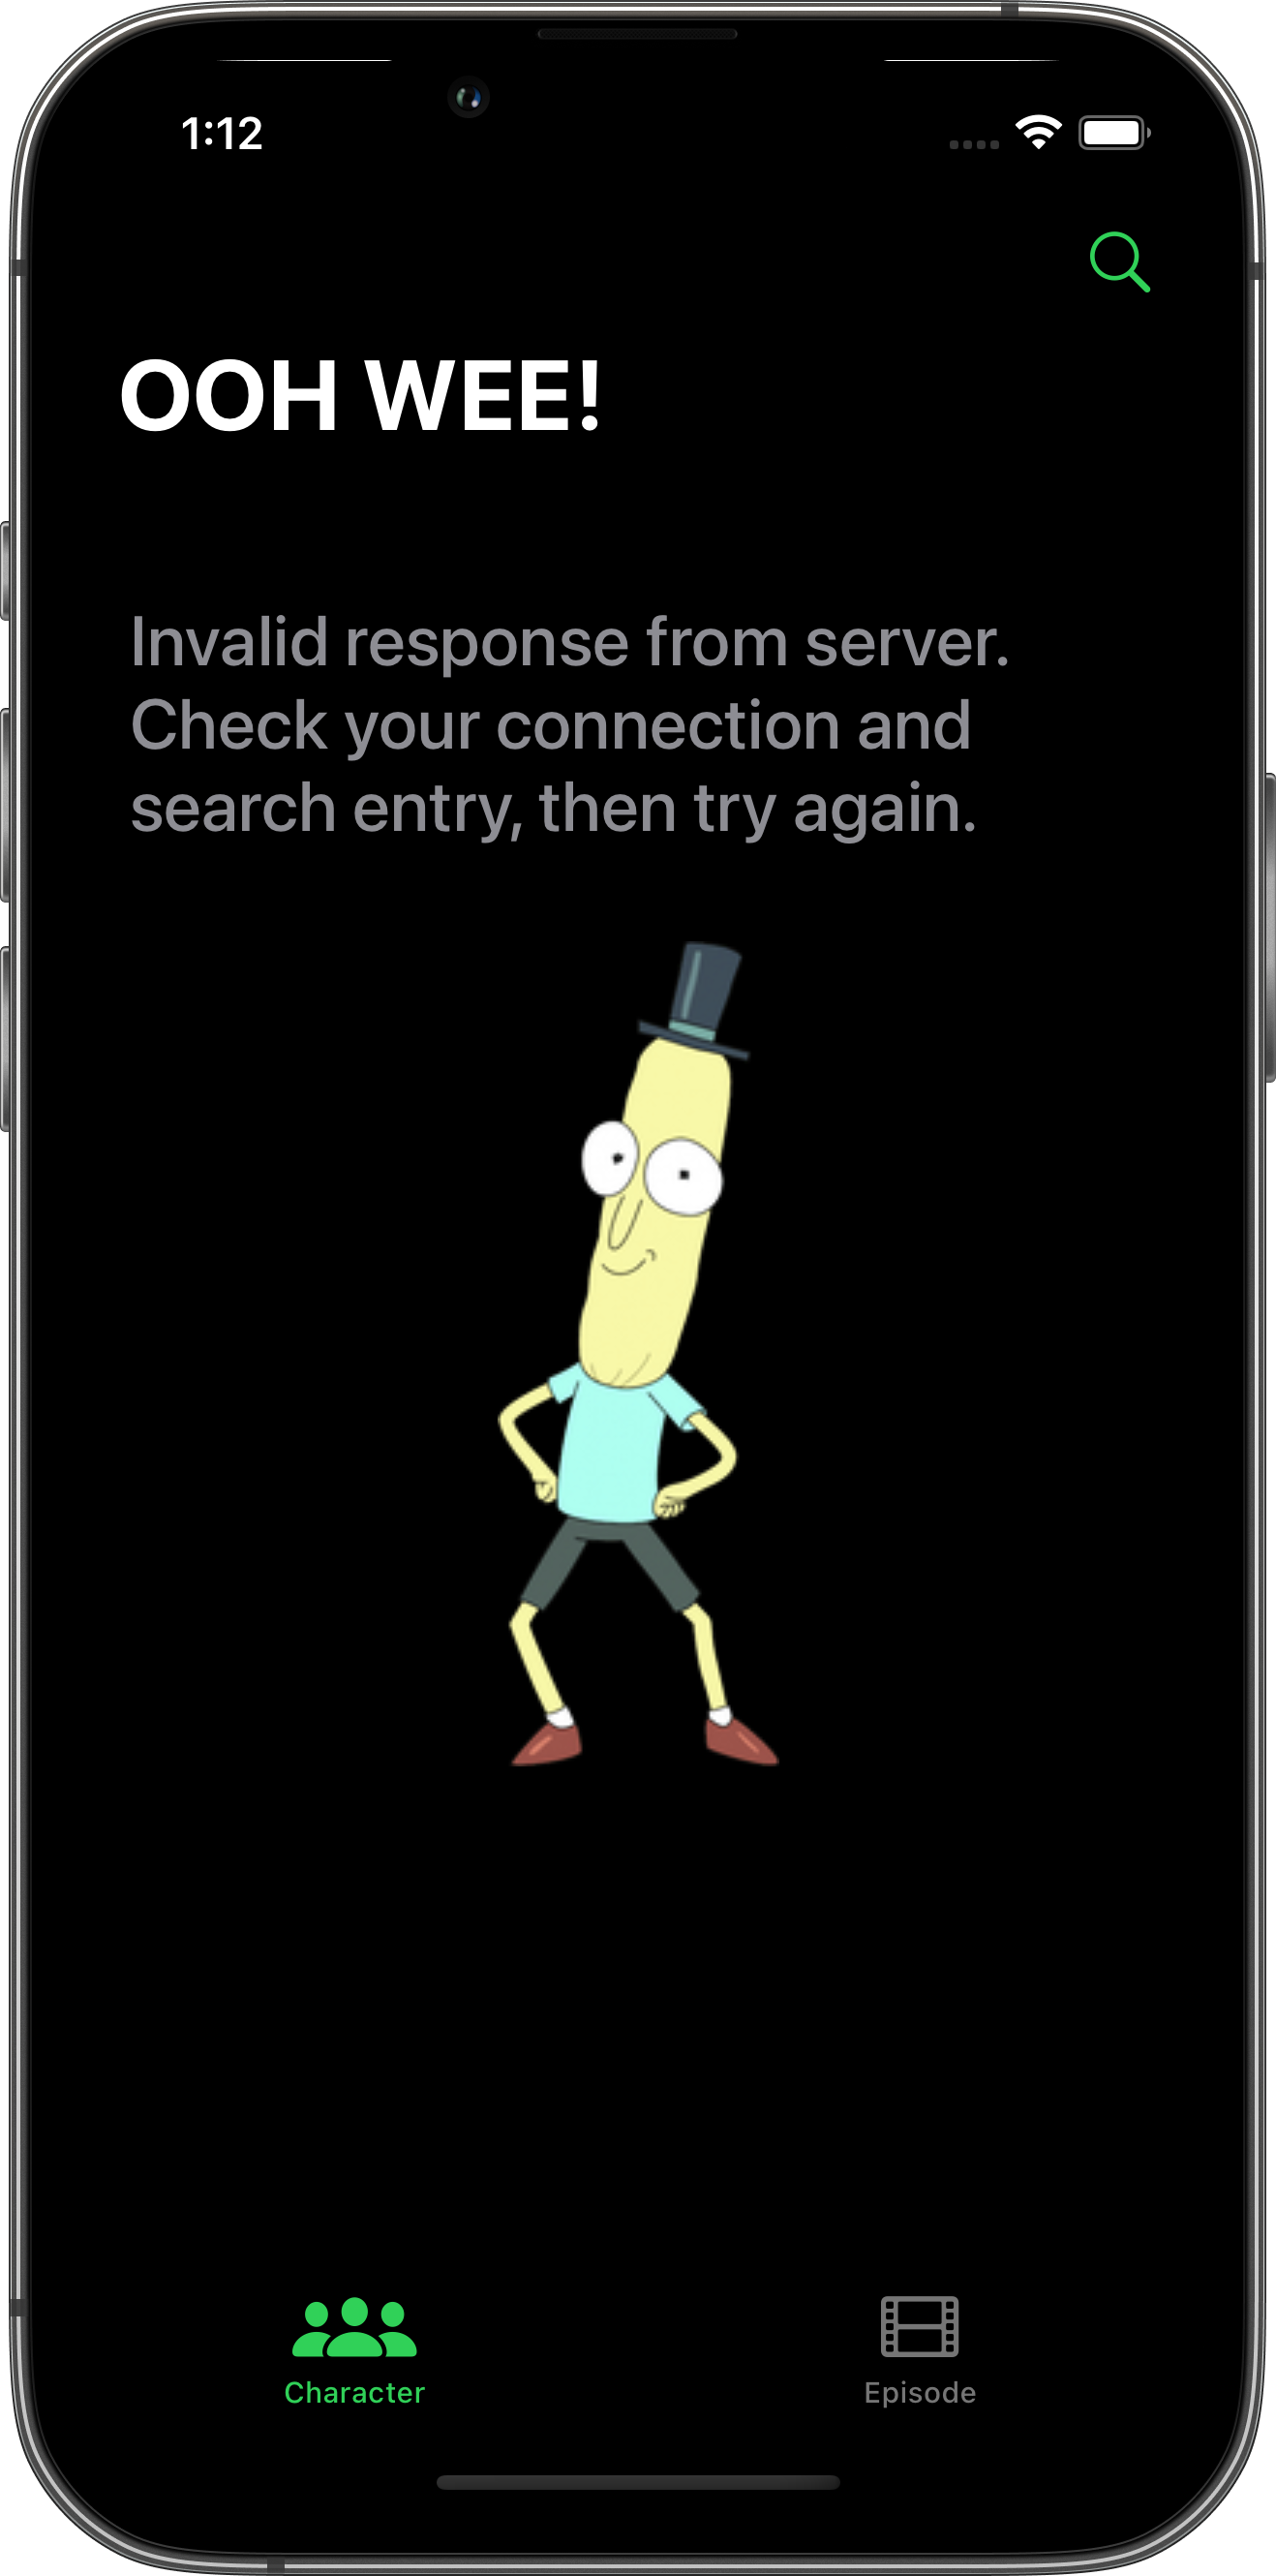 1:12
OOH WEE!
Invalid response from server.
Check your connection and
search entry, then try again.
Character
Episode